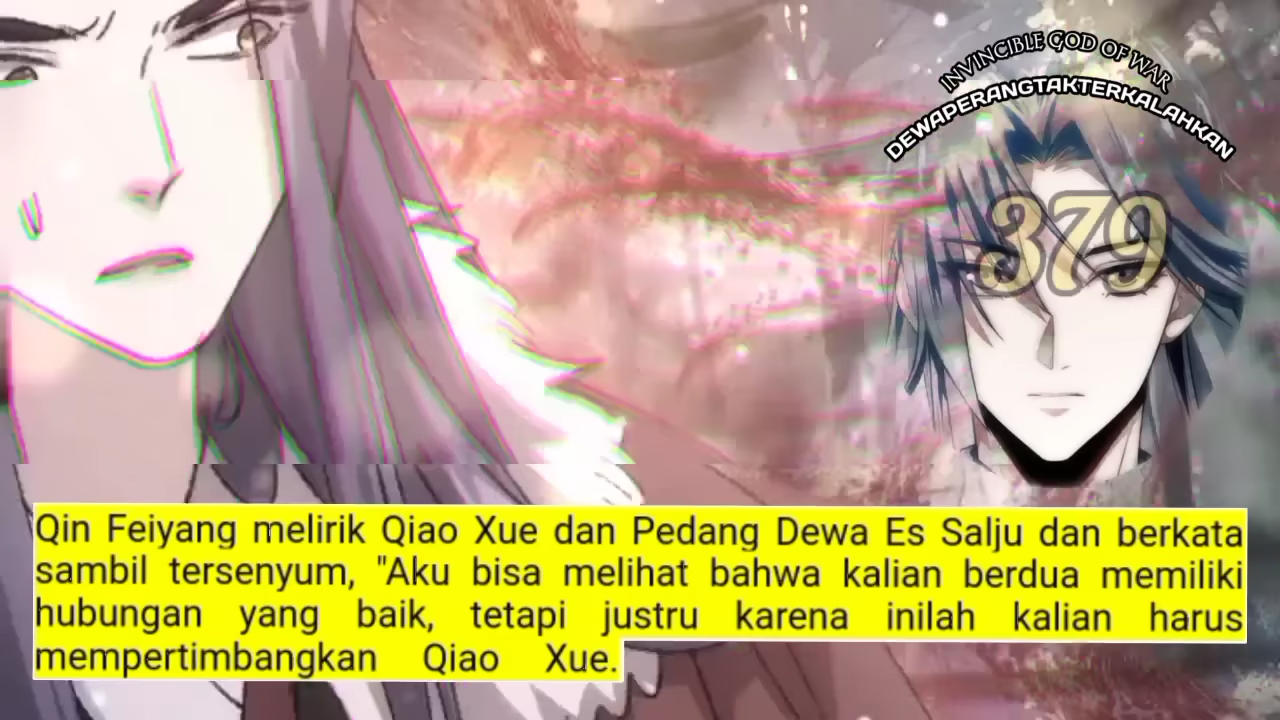 INVINCIBLE GOD OF WAR
DEWAPERANGTAKTERKALAHKAN
379
Qin Feiyang melirik Qiao Xue dan Pedang Dewa Es Salju dan berkata
sambil tersenyum, "Aku bisa melihat bahwa kalian berdua memiliki
hubungan yang baik, tetapi justru karena inilah kalian harus
mempertimbangkan Qiao Xue.